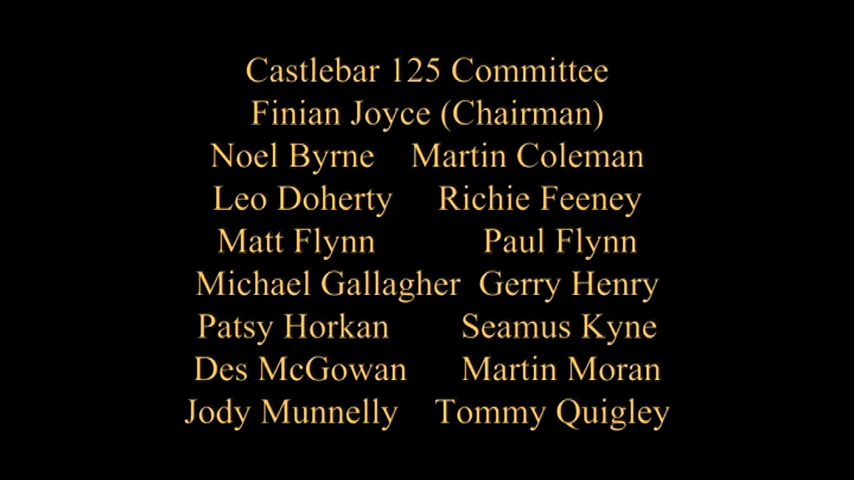 Castlebar 125 Committee
Finian Joyce (Chairman)
Noel Byrne Martin Coleman
Leo Doherty Richie Feeney
Matt Flynn Paul Flynn
Michael Gallagher Gerry Henry
Patsy Horkan Seamus Kyne
Des McGowan Martin Moran
Jody Munnelly Tommy Quigley